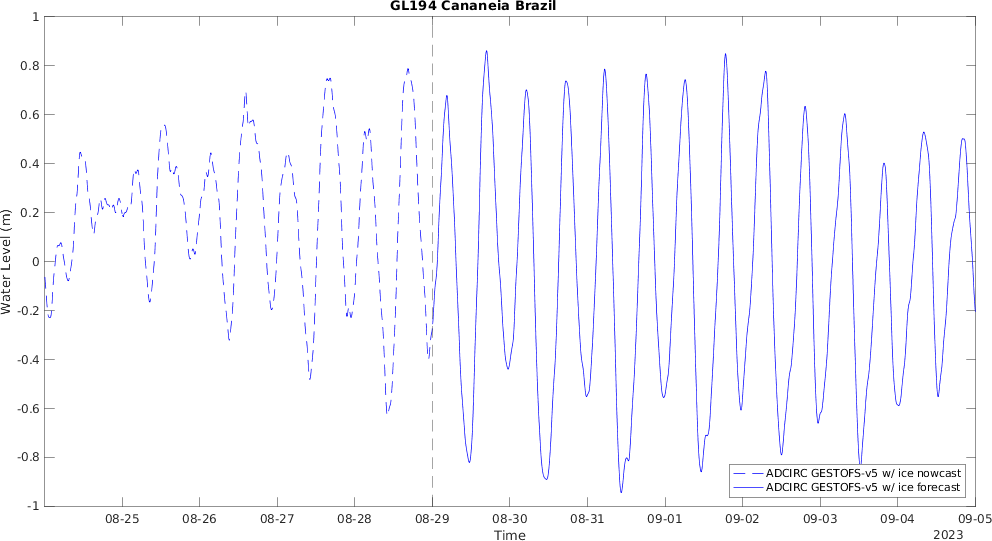 GL194 Cananeia Brazil
1
0.8
0.6
0.4
0.2
0
-0.2
-0.4
-0.6
-0.8
-1
Water Level (m)
ADCIRC GESTOFS-v5 w/ ice nowcast
ADCIRC GESTOFS-v5 w/ ice forecast
08-25 08-26 08-27 08-28 08-29 08-30 08-31 09-01 09-02 09-03 09-04 09-05
Time
2023